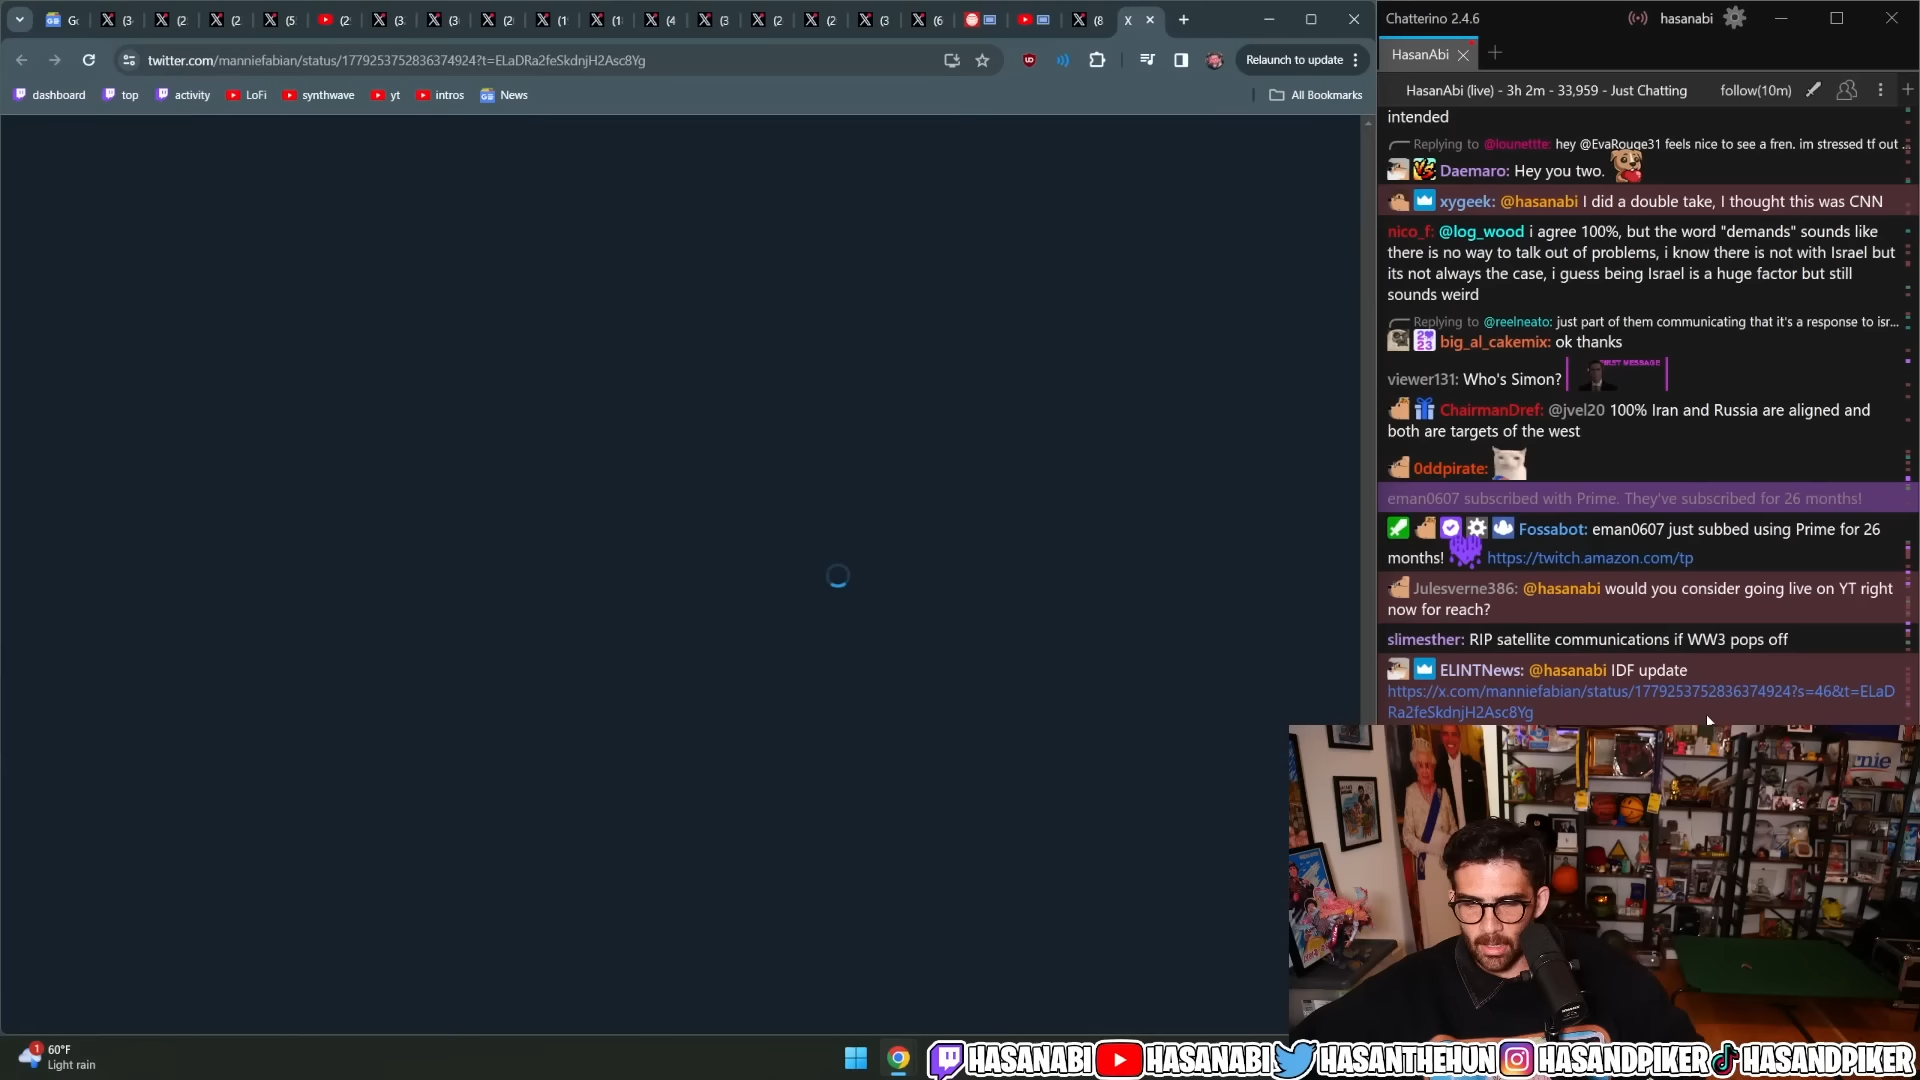 Chatterino 2.4.6
hasanabi
twitter.com/manniefabian/status/1779253752836374924?t=ELaDRa2feSkdnjH2Asc8Yg
Relaunch to update
HasanAbi
dashboard
top
activity
LoFi
synthwave
yt
intros
News
All Bookmarks
HasanAbi (live) - 3h 2m - 33,959 - Just Chatting
follow(10m)
intended
Replying to @lounettte: hey @EvaRouge31 feels nice to see a fren. im stressed tf out ...
Daemaro: Hey you two.
xygeek: @hasanabi I did a double take, I thought this was CNN
nico_f: @log_wood i agree 100%, but the word "demands" sounds like
there is no way to talk out of problems, i know there is not with Israel but
its not always the case, i guess being Israel is a huge factor but still
sounds weird
Replying to @reelneato: just part of them communicating that it's a response to isr...
big_al_cakemix: ok thanks
FIRST MESSAGE
viewer131: Who's Simon?
ChairmanDref: @jvel20 100% Iran and Russia are aligned and
both are targets of the west
0ddpirate:
eman0607 subscribed with Prime. They've subscribed for 26 months!
Fossabot: eman0607 just subbed using Prime for 26
months! https://twitch.amazon.com/tp
Julesverne386: @hasanabi would you consider going live on YT right
now for reach?
slimesther: RIP satellite communications if WW3 pops off
ELINTNews: @hasanabi IDF update
https://x.com/manniefabian/status/1779253752836374924?s=46&t=ELaD
Ra2feSkdnjH2Asc8Yg
60°F
Light rain
HASANABI
HASANABI
HASANTHEHUN
HASANDPIKER
HASANDPIKER